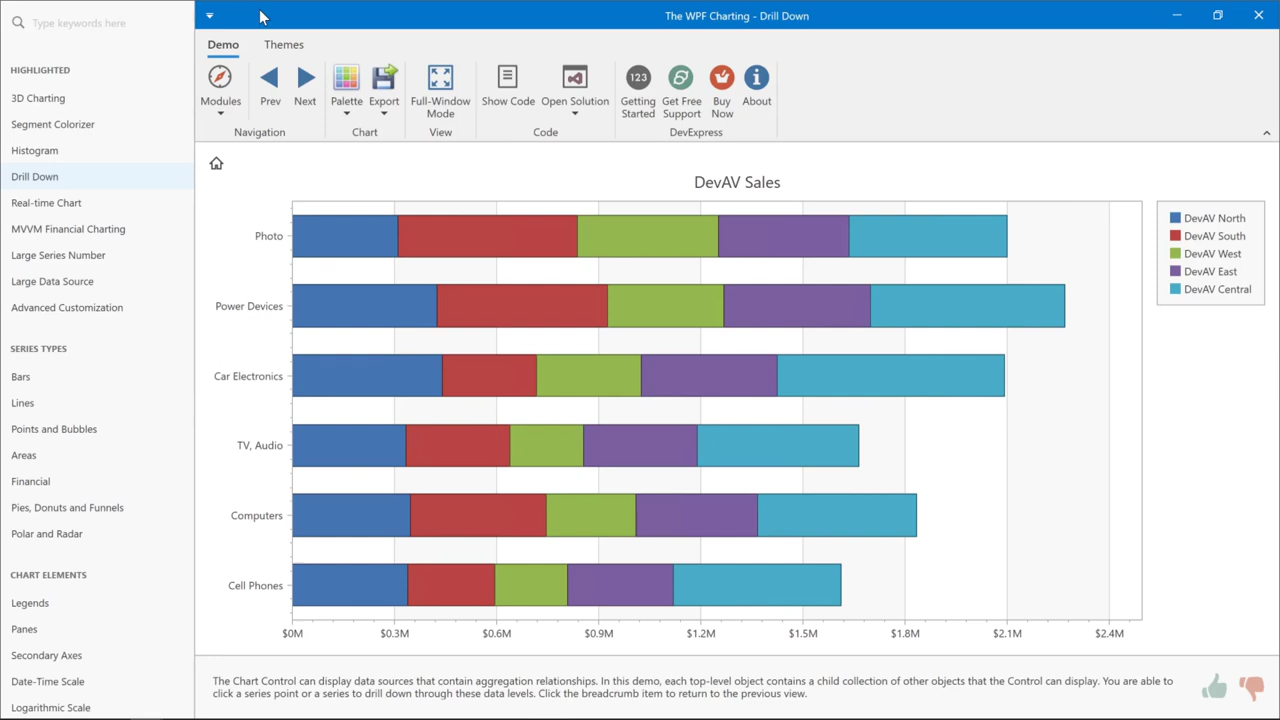 Type keywords here
HIGHLIGHTED
3D Charting
Segment Colorizer
Histogram
Drill Down
Real-time Chart
MVVM Financial Charting
Large Series Number
Large Data Source
Advanced Customization
SERIES TYPES
Bars
Lines
Points and Bubbles
Areas
Financial
Pies, Donuts and Funnels
Polar and Radar
CHART ELEMENTS
Legends
Panes
Secondary Axes
Date-Time Scale
Logarithmic Scale
The WPF Charting - Drill Down
Demo Themes
Modules
Prev
Next
Navigation
Palette
Export
Chart
Full-Window
Mode
View
Show Code
Open Solution
Code
123
Getting
Started
Get Free
Support
Buy
Now
About
DevExpress
DevAV Sales
Photo
Power Devices
Car Electronics
TV, Audio
Computers
Cell Phones
$0M $0.3M $0.6M $0.9M $1.2M $1.5M $1.8M $2.1M $2.4M
DevAV North
DevAV South
DevAV West
DevAV East
DevAV Central
The Chart Control can display data sources that contain aggregation relationships. In this demo, each top-level object contains a child collection of other objects that the Control can display. You are able to
click a series point or a series to drill down through these data levels. Click the breadcrumb item to return to the previous view.